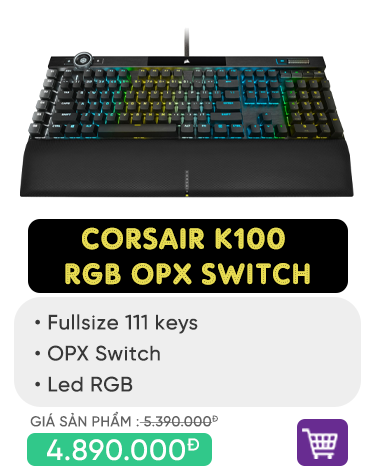 CORSAIR K100
RGB OPX SWITCH
• Fullsize 111 keys
• OPX Switch
• Led RGB
GIÁ SẢN PHẨM : 5.390.000Đ
4.890.000Đ